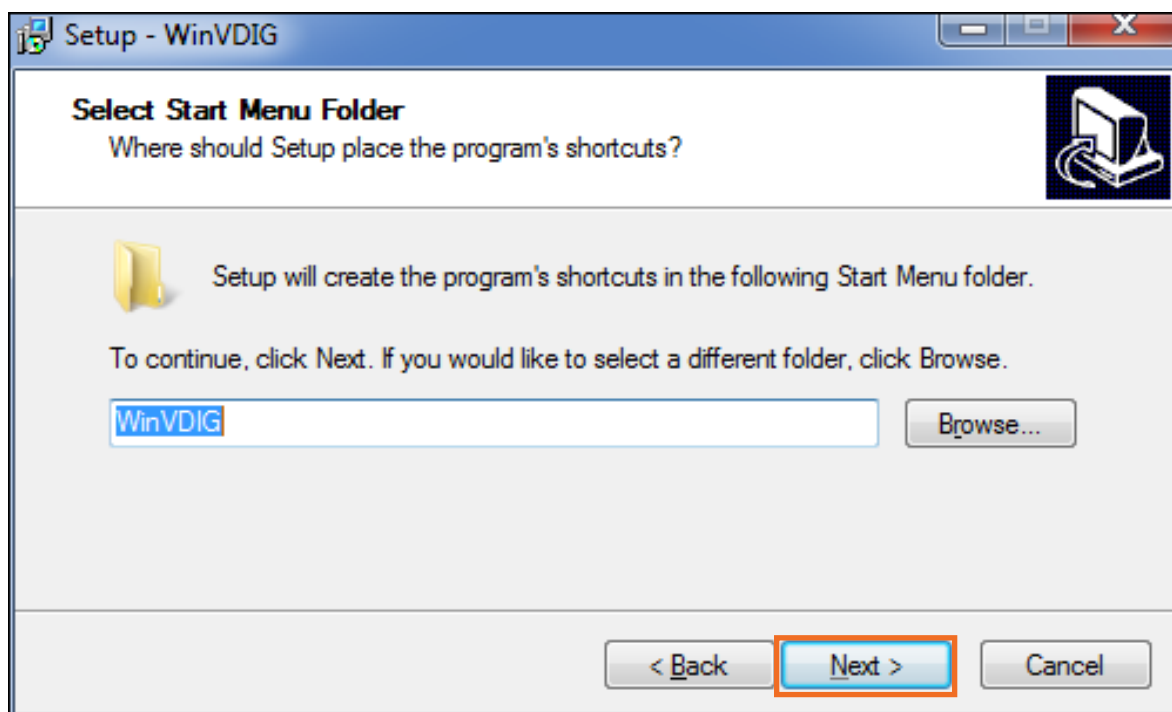 Setup - WinVDIG
Select Start Menu Folder
Where should Setup place the program's shortcuts?
Setup will create the program's shortcuts in the following Start Menu folder.
To continue, click Next. If you would like to select a different folder, click Browse.
WinVDIG
Browse...
< Back
Next >
Cancel